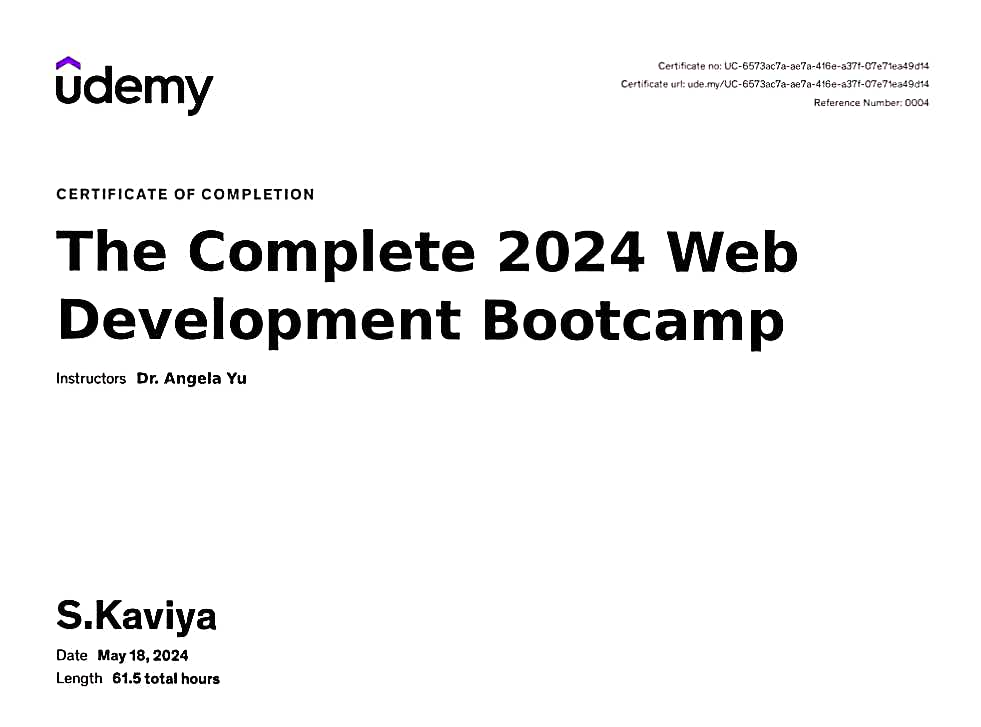 udemy
Certificate no: UC-6573ac7a-ae7a-416e-a37f-07e71ea49d14
Certificate url: ude.my/UC-6573ac7a-ae7a-416e-a37f-07e71ea49d14
Reference Number: 0004
CERTIFICATE OF COMPLETION
The Complete 2024 Web
Development Bootcamp
Instructors Dr. Angela Yu
S.Kaviya
Date May 18, 2024
Length 61.5 total hours